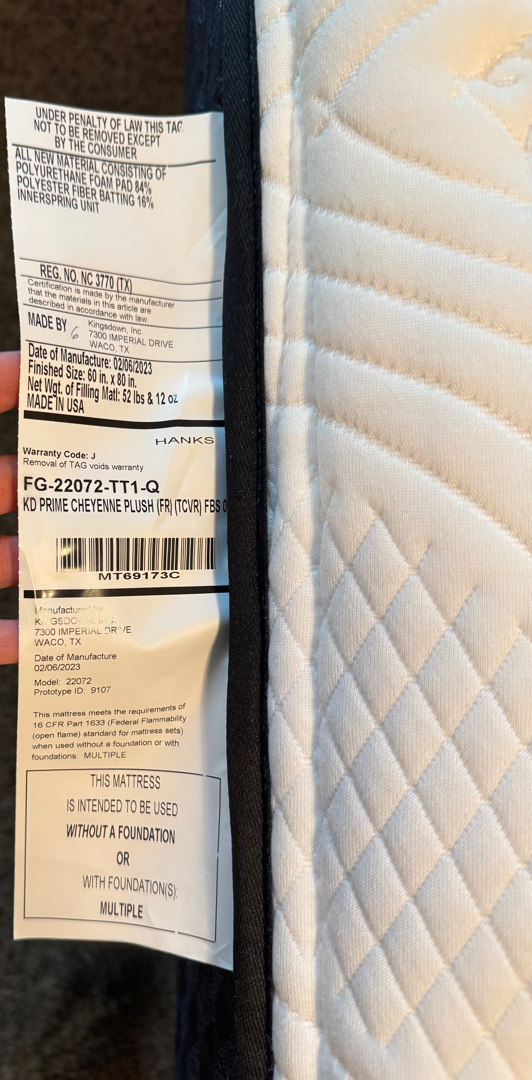 UNDER PENALTY OF LAW THIS TAG
NOT TO BE REMOVED EXCEPT
BY THE CONSUMER
ALL NEW MATERIAL CONSISTING OF
POLYURETHANE FOAM PAD 84%
POLYESTER FIBER BATTING 16%
INNERSPRING UNIT
REG. NO. NC 3770 (TX)
Certification is made by the manufacturer
that the materials in this article are
described in accordance with law.
MADE BY 6 Kingsdown, Inc.
7300 IMPERIAL DRIVE
WACO, TX
Date of Manufacture: 02/06/2023
Finished Size: 60 in. x 80 in.
Net Wgt. of Filling Matl: 52 lbs & 12 oz
MADE IN USA
HANKS
Warranty Code: J
Removal of TAG voids warranty
FG-22072-TT1-Q
KD PRIME CHEYENNE PLUSH (FR) (TCVR) FBS
MT69173C
Manufactured
7300 IMPERIAL DRIVE
WACO, TX
Date of Manufacture
02/06/2023
Model: 22072
Prototype ID: 9107
This mattress meets the requirements of
16 CFR Part 1633 (Federal Flammability
(open flame) standard for mattress sets)
when used without a foundation or with
foundations: MULTIPLE
THIS MATTRESS
IS INTENDED TO BE USED
WITHOUT A FOUNDATION
OR
WITH FOUNDATION(S):
MULTIPLE